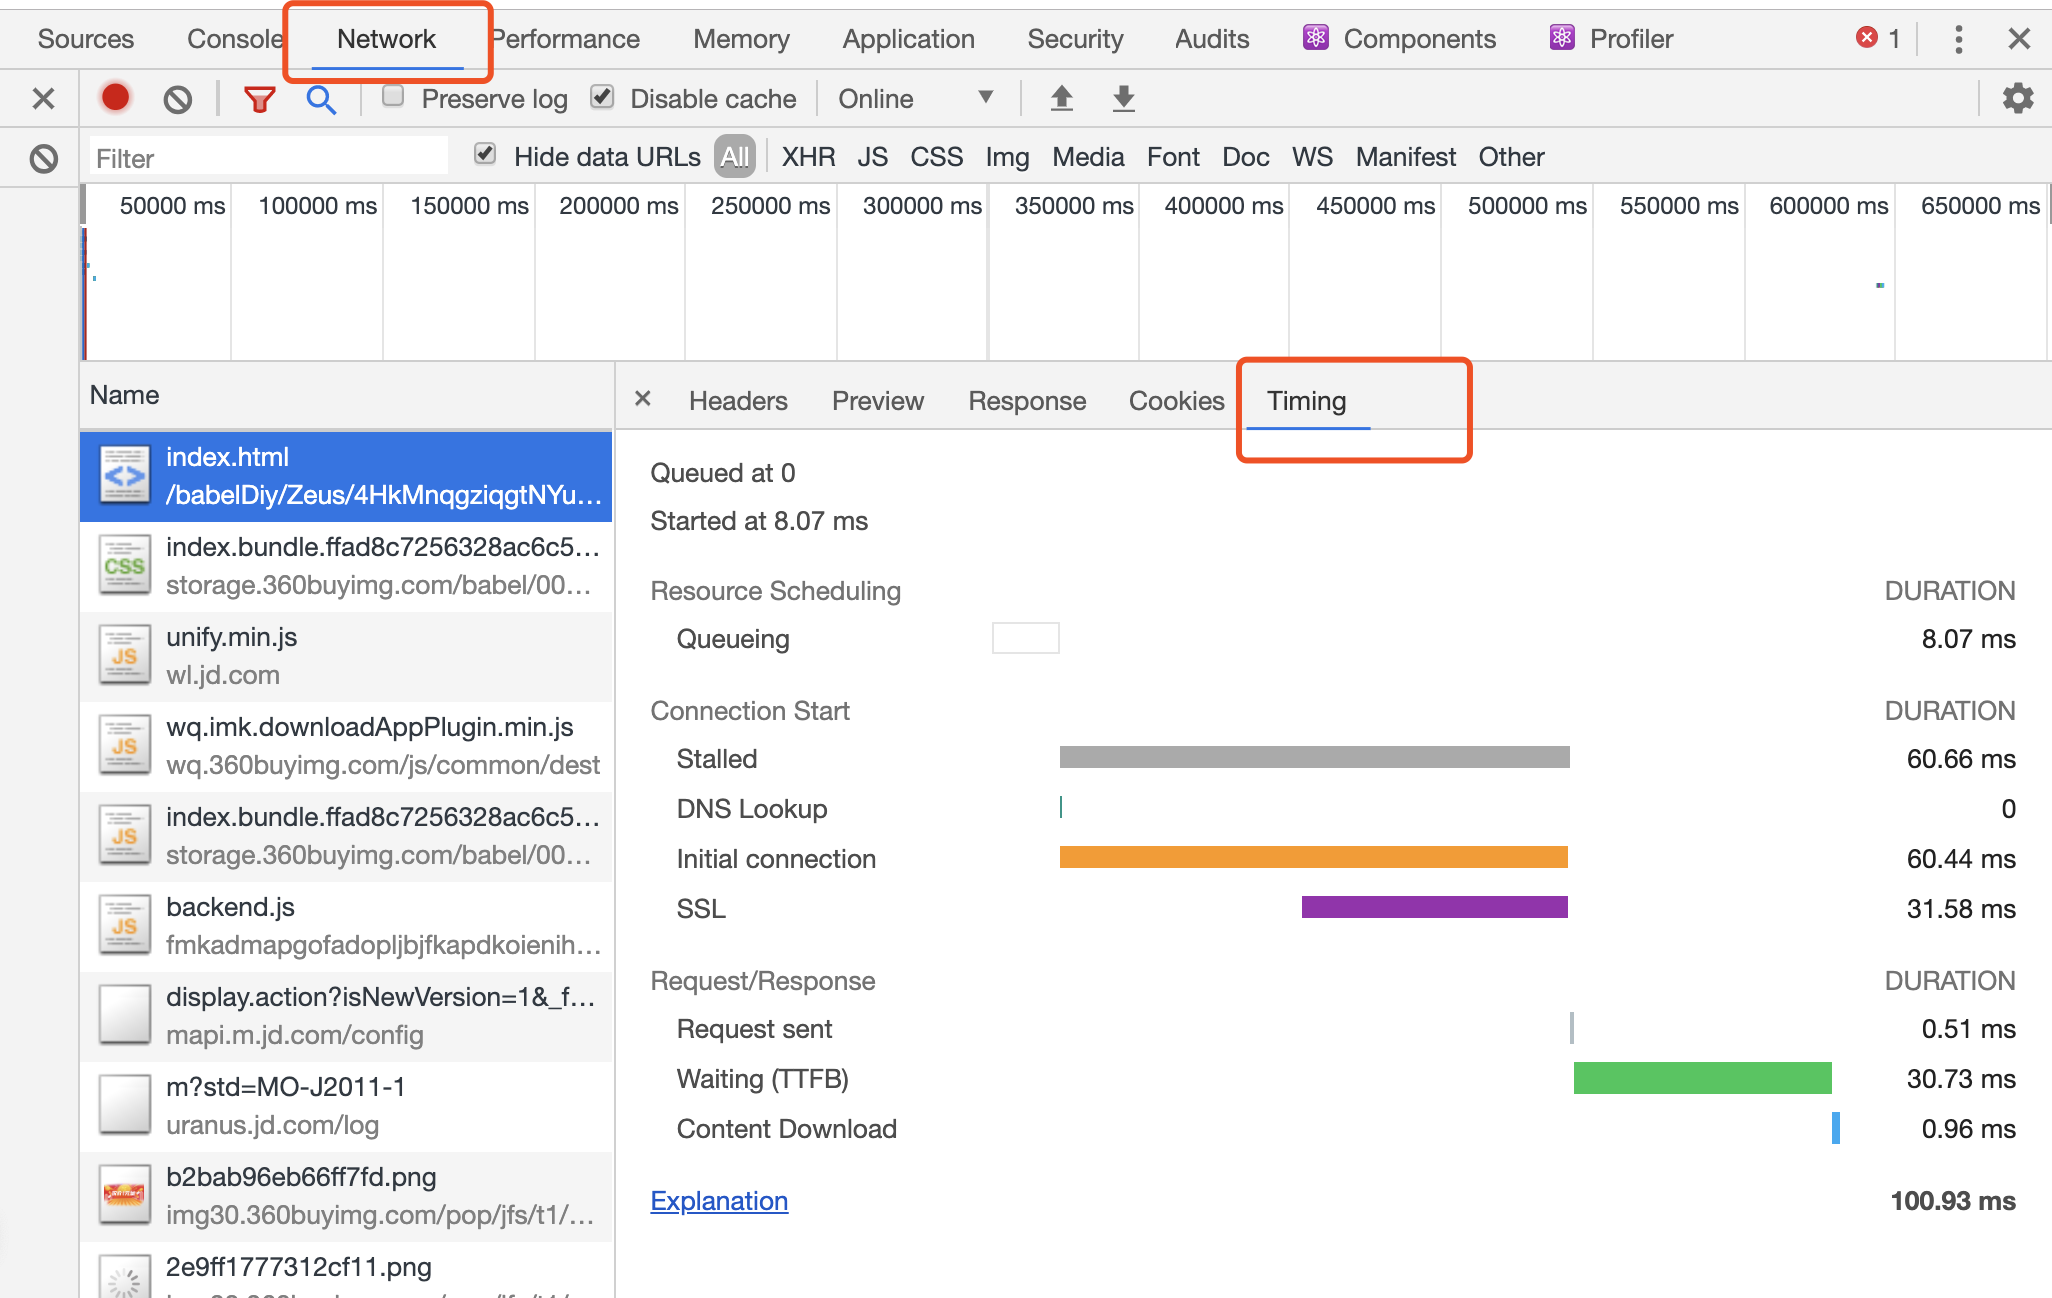 Sources Console Network Performance Memory Application Security Audits Components Profiler 1
Preserve log Disable cache Online
Filter Hide data URLs All XHR JS CSS Img Media Font Doc WS Manifest Other
50000 ms 100000 ms 150000 ms 200000 ms 250000 ms 300000 ms 350000 ms 400000 ms 450000 ms 500000 ms 550000 ms 600000 ms 650000 ms
Name
index.html
/babelDiy/Zeus/4HkMnqgziqgtNYu...
CSS
index.bundle.ffad8c7256328ac6c5...
storage.360buyimg.com/babel/00...
JS
unify.min.js
wl.jd.com
JS
wq.imk.downloadAppPlugin.min.js
wq.360buyimg.com/js/common/dest
JS
index.bundle.ffad8c7256328ac6c5...
storage.360buyimg.com/babel/00...
JS
backend.js
fmkadmapgofadopljbjfkapdkoienih...
display.action?isNewVersion=1&_f...
mapi.m.jd.com/config
m?std=MO-J2011-1
uranus.jd.com/log
b2bab96eb66ff7fd.png
img30.360buyimg.com/pop/jfs/t1/...
2e9ff1777312cf11.png
Headers Preview Response Cookies Timing
Queued at 0
Started at 8.07 ms
Resource Scheduling DURATION
Queueing 8.07 ms
Connection Start DURATION
Stalled 60.66 ms
DNS Lookup 0
Initial connection 60.44 ms
SSL 31.58 ms
Request/Response DURATION
Request sent 0.51 ms
Waiting (TTFB) 30.73 ms
Content Download 0.96 ms
Explanation 100.93 ms